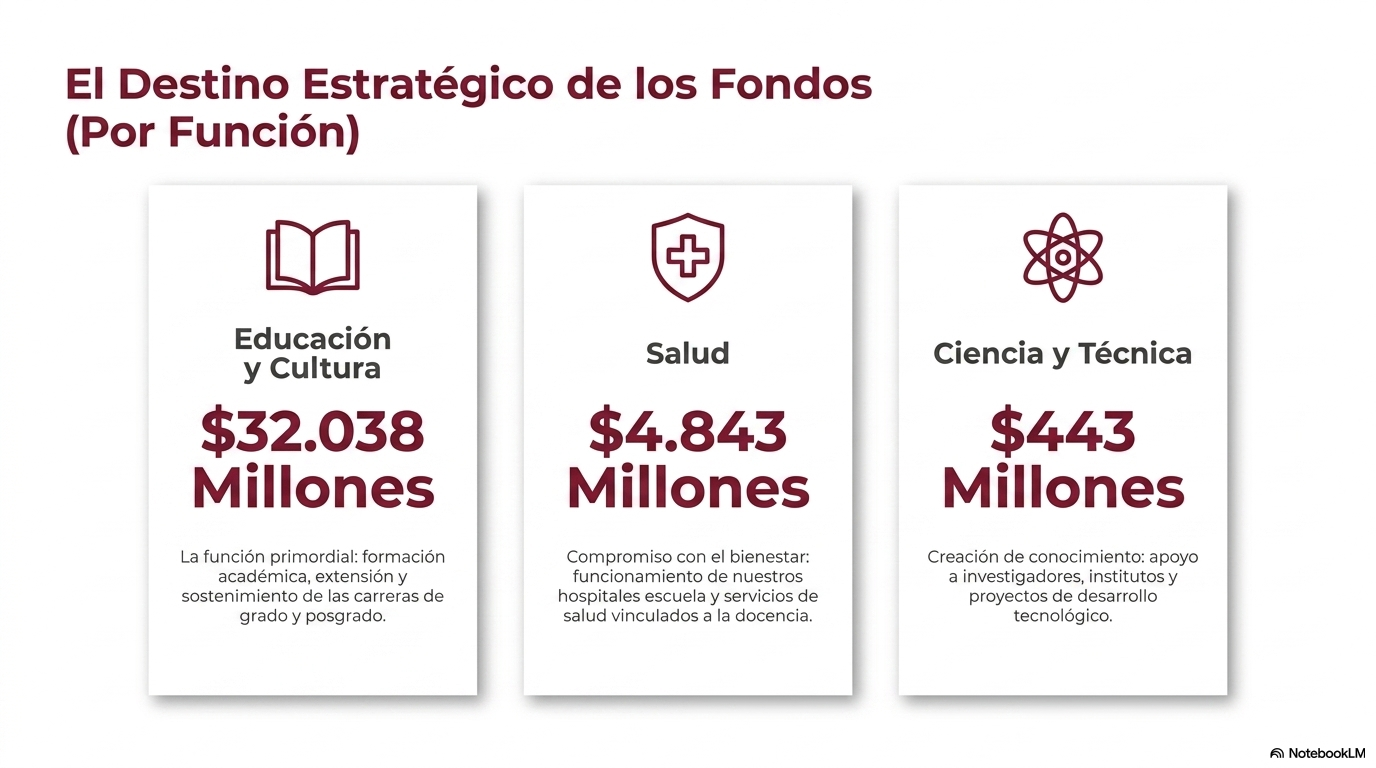 El Destino Estratégico de los Fondos
(Por Función)
Educación
y Cultura
$32.038
Millones
La función primordial: formación
académica, extensión y
sostenimiento de las carreras de
grado y posgrado.
Salud
$4.843
Millones
Compromiso con el bienestar:
funcionamiento de nuestros
hospitales escuela y servicios de
salud vinculados a la docencia.
Ciencia y Técnica
$443
Millones
Creación de conocimiento: apoyo
a investigadores, institutos y
proyectos de desarrollo
tecnológico.
NotebookLM